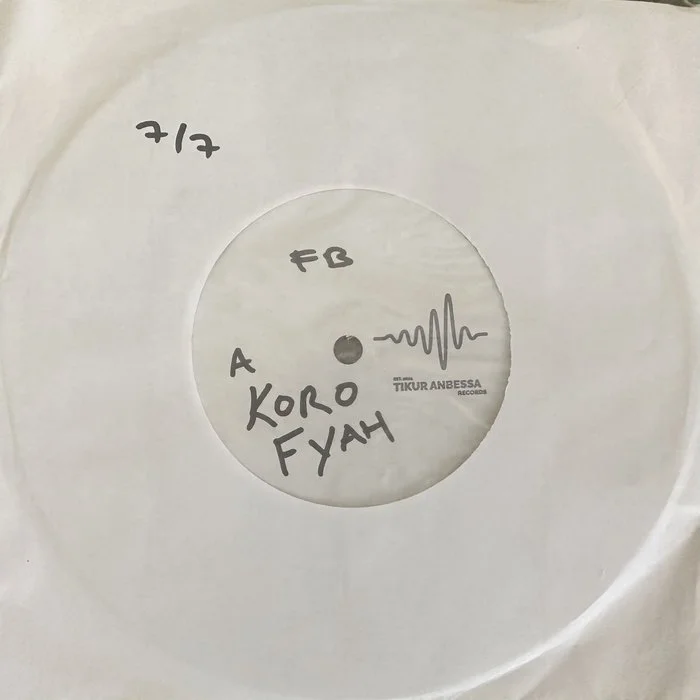 7/7
FB
A
KORO
FYAH
TIKUR ANBESSA
RECORDS